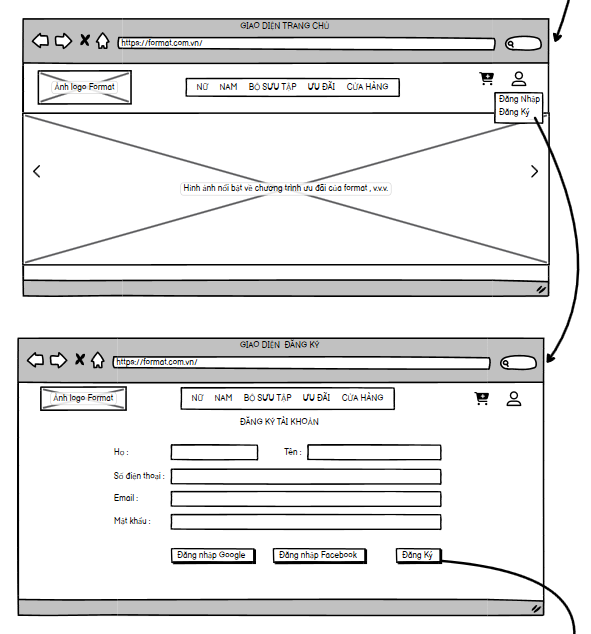 GIAO DIỆN TRANG CHỦ
https://format.com.vn/
Ảnh logo Format
NỮ NAM BỘ SƯU TẬP ƯU ĐÃI CỬA HÀNG
Đăng Nhập
Đăng Ký
Hình ảnh nổi bật về chương trình ưu đãi của format , v.v.v.
GIAO DIỆN ĐĂNG KÝ
https://format.com.vn/
Ảnh logo Format
NỮ NAM BỘ SƯU TẬP ƯU ĐÃI CỬA HÀNG
ĐĂNG KÝ TÀI KHOẢN
Họ : Tên :
Số điện thoại :
Email :
Mật khẩu :
Đăng nhập Google Đăng nhập Facebook Đăng Ký